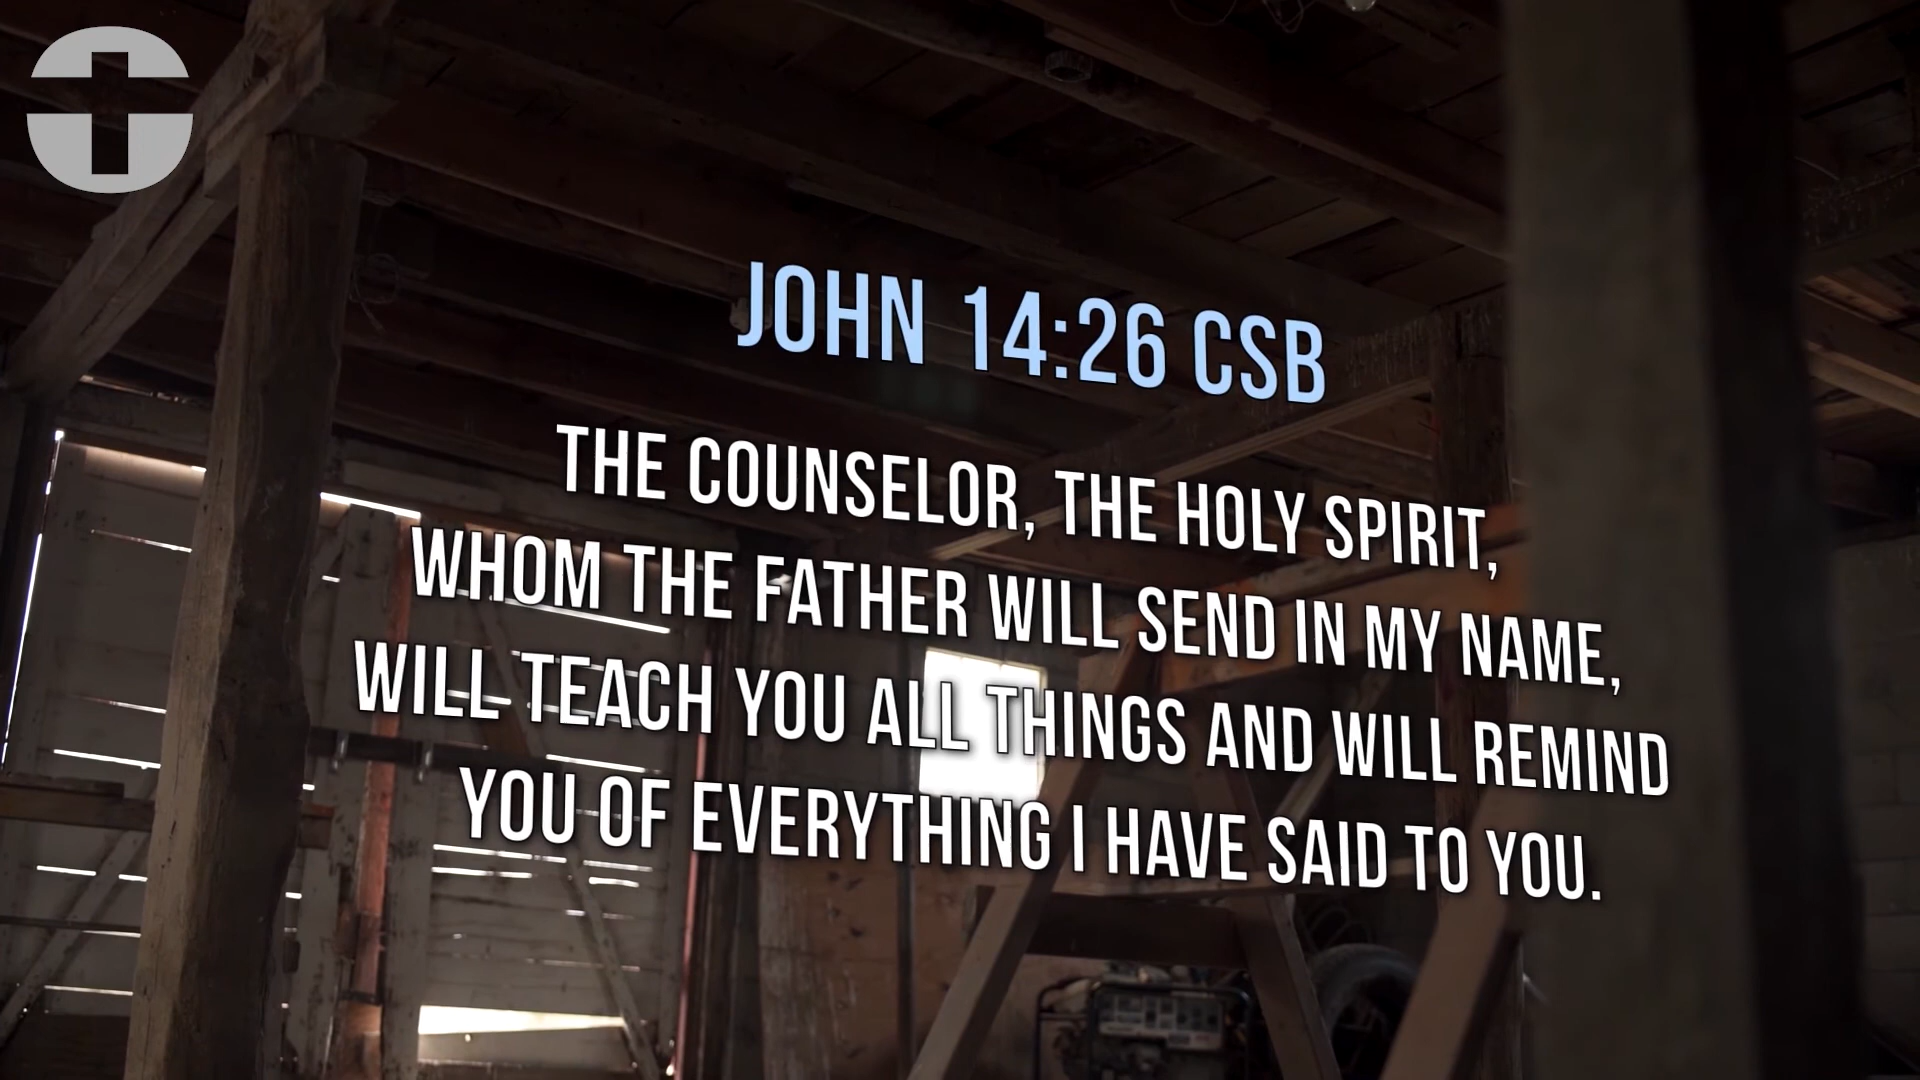 JOHN 14:26 CSB
THE COUNSELOR, THE HOLY SPIRIT,
WHOM THE FATHER WILL SEND IN MY NAME,
WILL TEACH YOU ALL THINGS AND WILL REMIND
YOU OF EVERYTHING I HAVE SAID TO YOU.